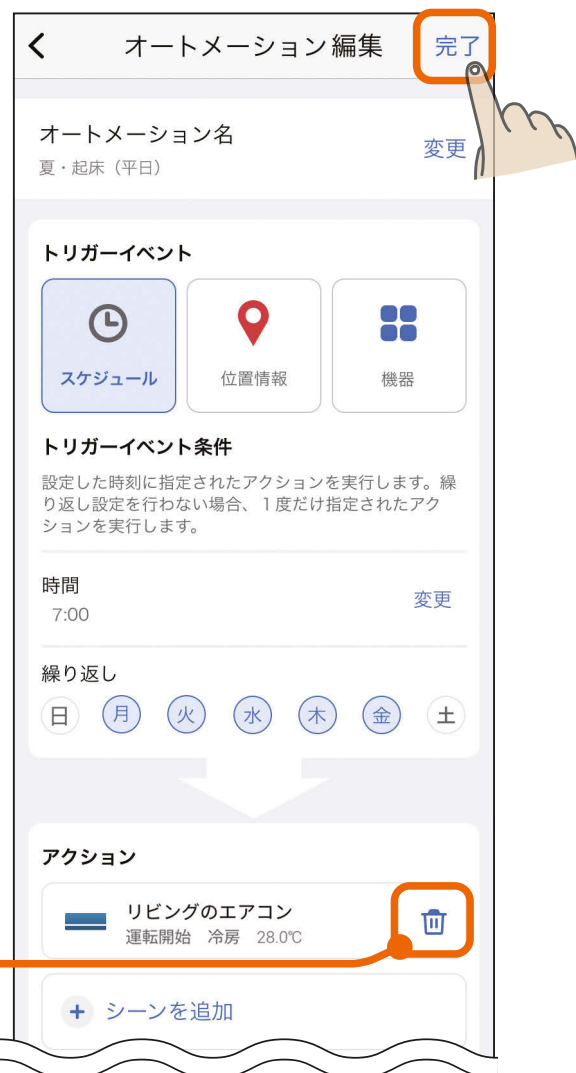 オートメーション編集 完了
オートメーション名
変更
夏・起床（平日）
トリガーイベント
スケジュール 位置情報 機器
トリガーイベント条件
設定した時刻に指定されたアクションを実行します。繰
り返し設定を行わない場合、１度だけ指定されたアク
ションを実行します。
時間
変更
7:00
繰り返し
日 月 火 水 木 金 土
アクション
リビングのエアコン
運転開始 冷房 28.0℃
+ シーンを追加